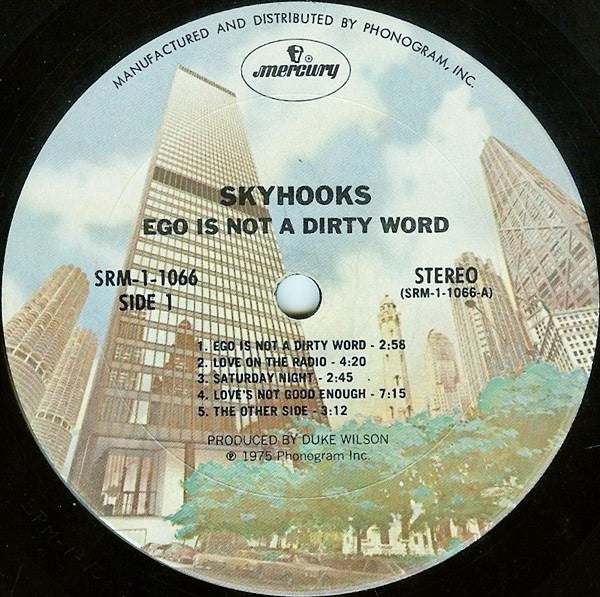 MANUFACTURED AND DISTRIBUTED BY PHONOGRAM, INC.
mercury
SKYHOOKS
EGO IS NOT A DIRTY WORD
SRM-1-1066
SIDE 1
STEREO
(SRM-1-1066-A)
1. EGO IS NOT A DIRTY WORD - 2:58
2. LOVE ON THE RADIO - 4:20
3. SATURDAY NIGHT - 2:45
4. LOVE'S NOT GOOD ENOUGH - 7:15
5. THE OTHER SIDE - 3:12
PRODUCED BY DUKE WILSON
℗ 1975 Phonogram Inc.